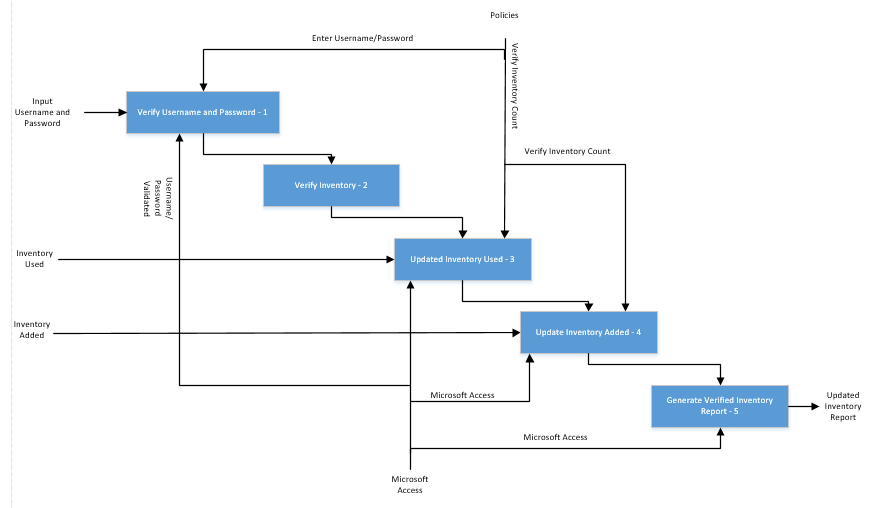 Policies
Enter Username/Password
Verify Inventory Count
Input
Username and
Password
Verify Username and Password - 1
Verify Inventory Count
Verify Inventory - 2
Username/
Password
Validated
Inventory
Used
Updated Inventory Used - 3
Inventory
Added
Update Inventory Added - 4
Microsoft Access
Generate Verified Inventory
Report - 5
Updated
Inventory
Report
Microsoft Access
Microsoft
Access